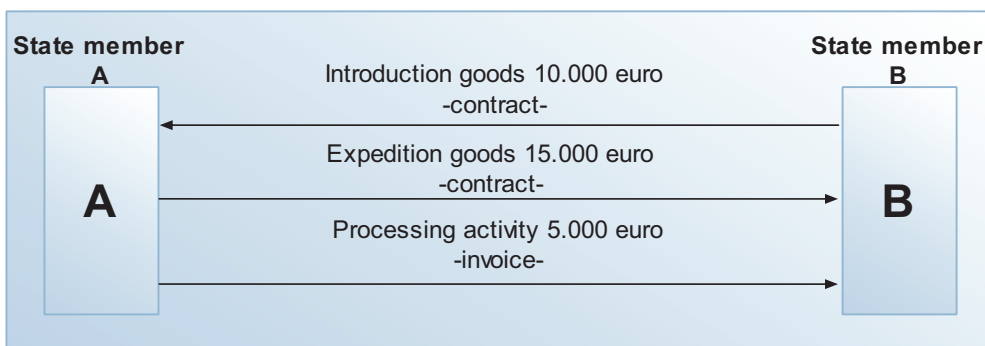 State member
A
State member
B
Introduction goods 10.000 euro
-contract-
Expedition goods 15.000 euro
-contract-
A
B
Processing activity 5.000 euro
-invoice-